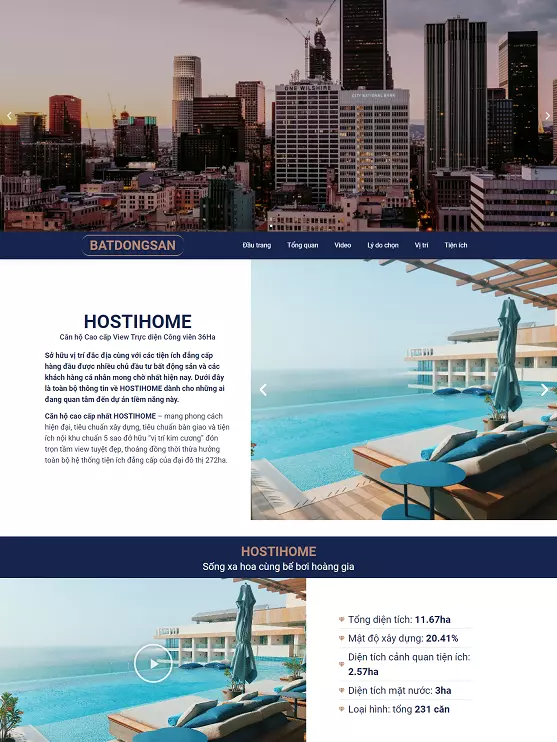 ONE WILSHIRE
CITY NATIONAL BANK
BATDONGSAN
Đầu trang Tổng quan Video Lý do chọn Vị trí Tiện ích
HOSTIHOME
Căn hộ Cao cấp View Trực diện Công viên 36Ha
Sở hữu vị trí đắc địa cùng với các tiện ích đẳng cấp
hàng đầu được nhiều chủ đầu tư bất động sản và các
khách hàng cá nhân mong chờ nhất hiện nay. Dưới đây
là toàn bộ thông tin về HOSTIHOME dành cho những ai
đang quan tâm đến dự án tiềm năng này.
Căn hộ cao cấp nhất HOSTIHOME – mang phong cách
hiện đại, tiêu chuẩn xây dựng, tiêu chuẩn bàn giao và tiện
ích nội khu chuẩn 5 sao đở hữu “vị trí kim cương” đón
trọn tầm view tuyệt đẹp, thoáng đồng thời thừa hưởng
toàn bộ hệ thống tiện ích đẳng cấp của đại đô thị 272ha.
HOSTIHOME
Sống xa hoa cùng bể bơi hoàng gia
Tổng diện tích: 11.67ha
Mật độ xây dựng: 20.41%
Diện tích cảnh quan tiện ích:
2.57ha
Diện tích mặt nước: 3ha
Loại hình: tổng 231 căn